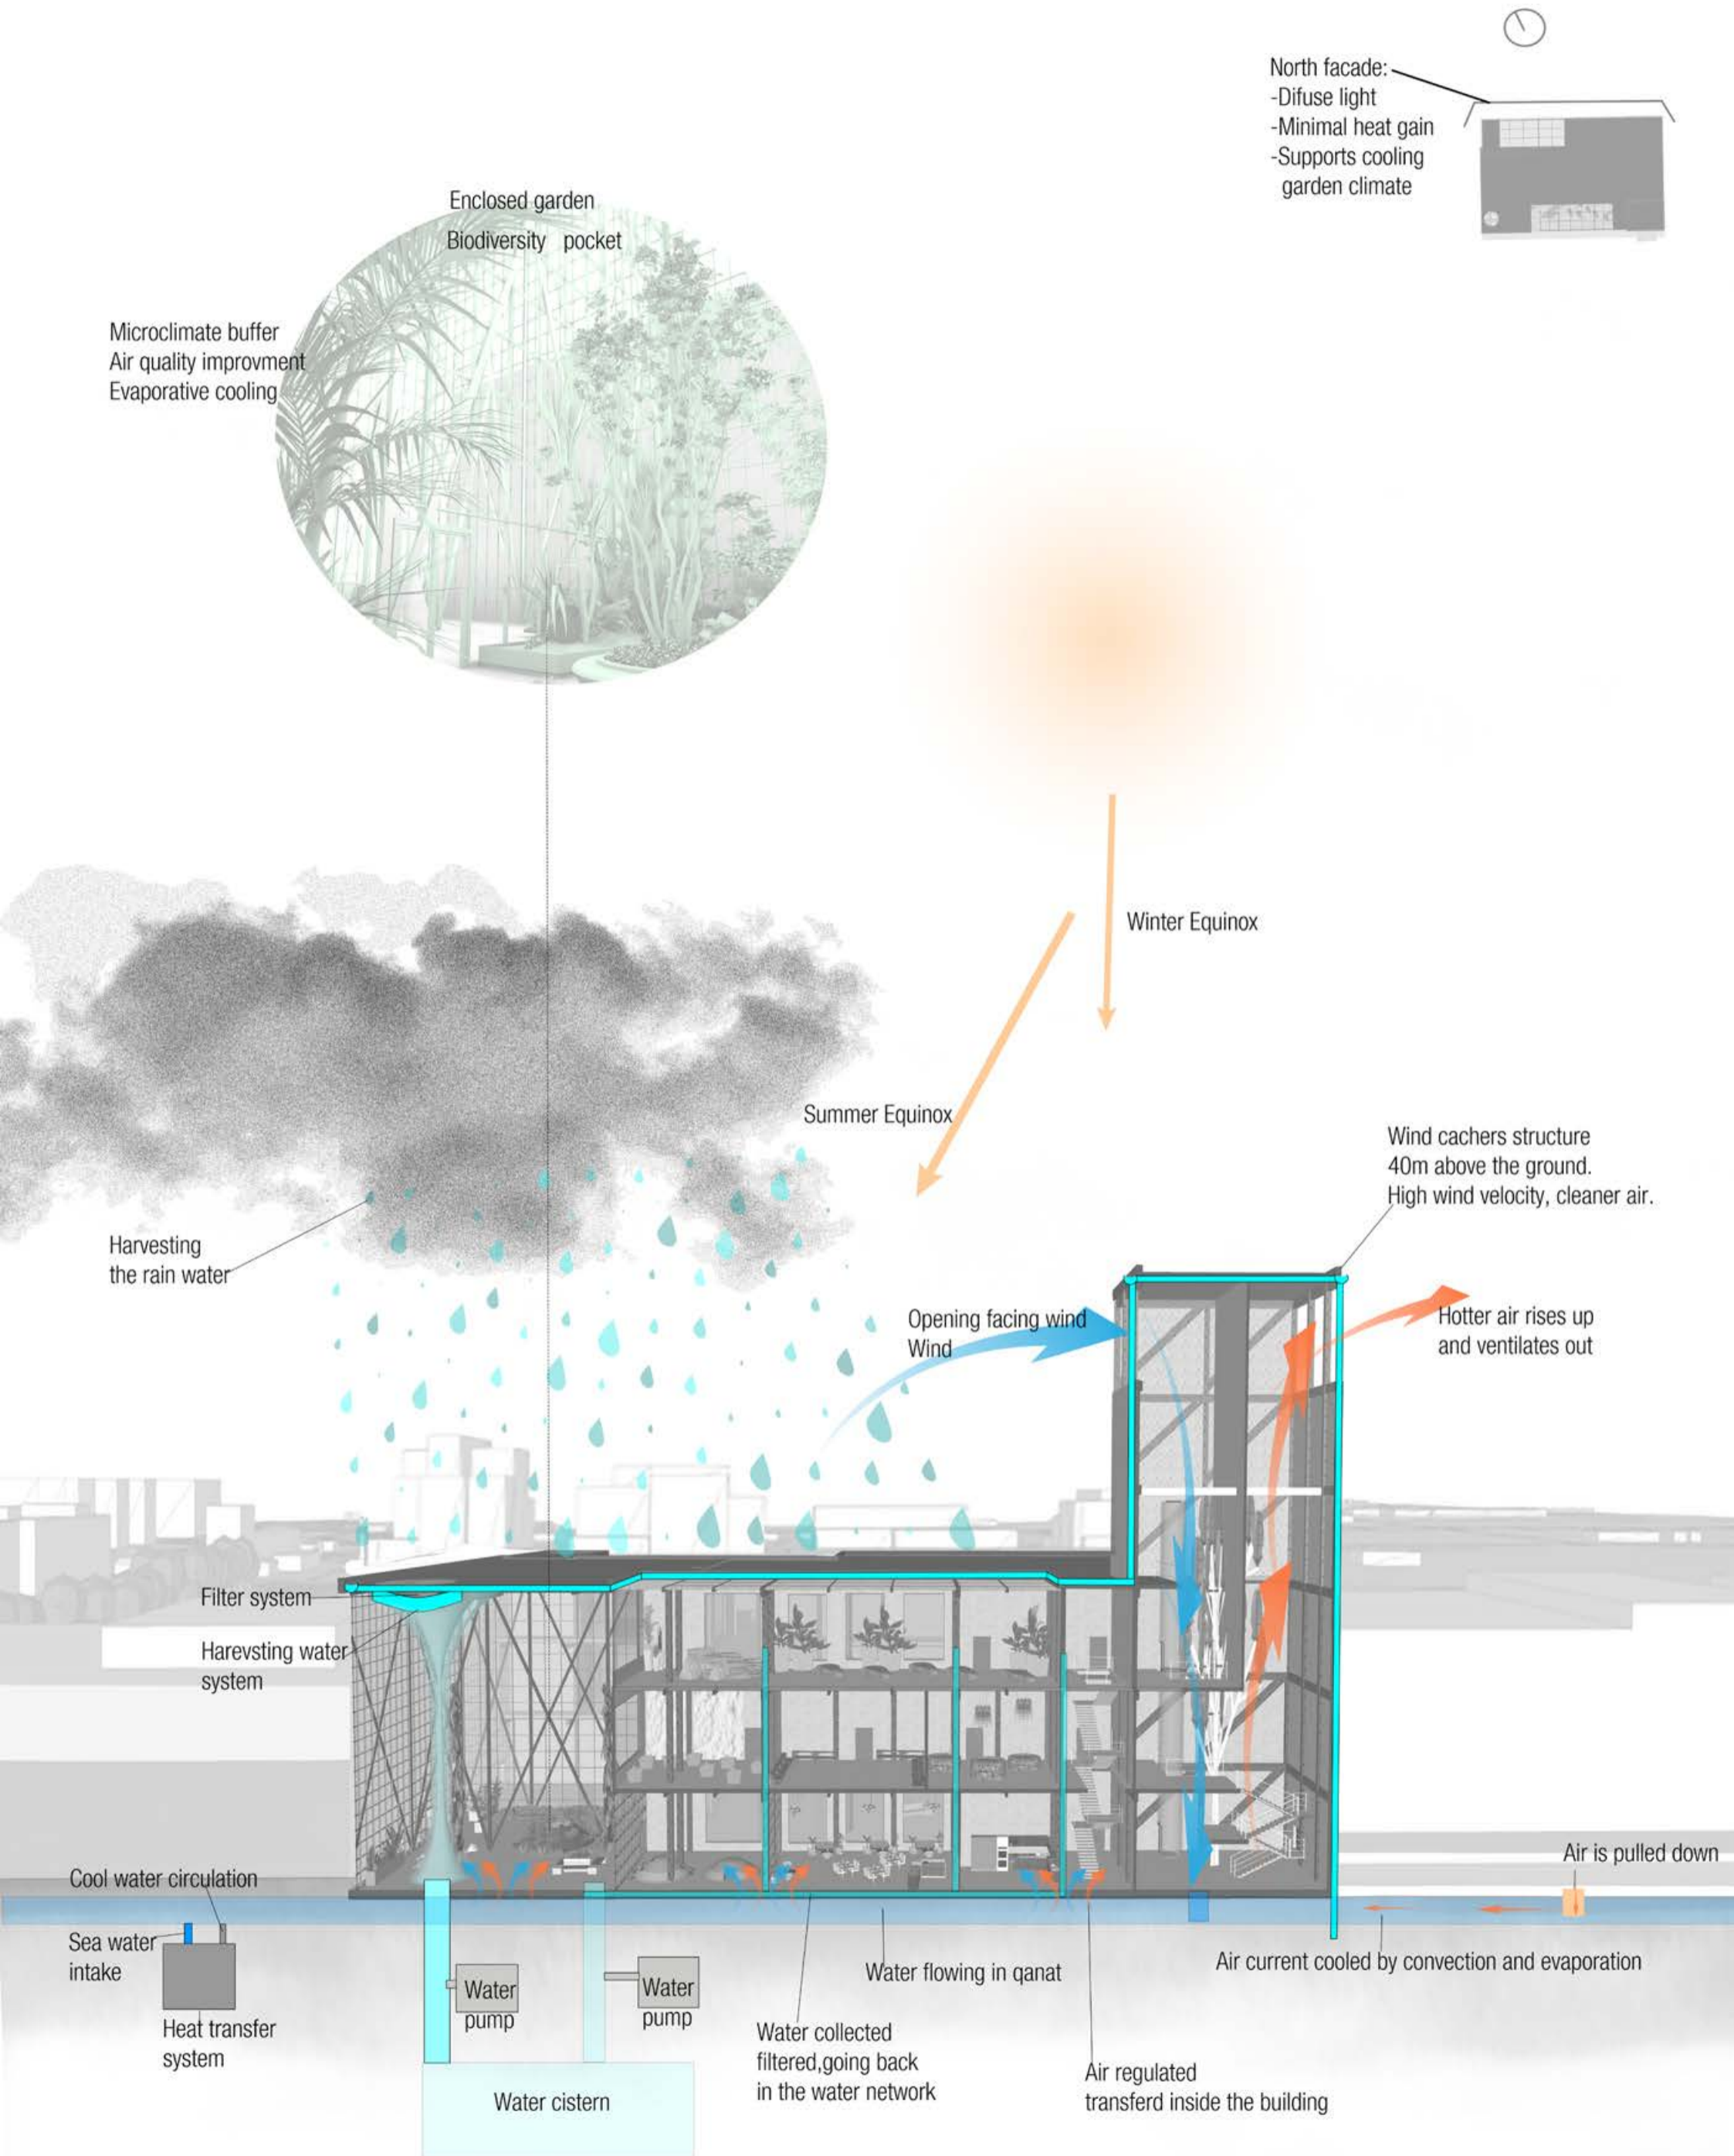 North facade:
-Difuse light
-Minimal heat gain
-Supports cooling
garden climate
Enclosed garden
Biodiversity pocket
Microclimate buffer
Air quality improvment
Evaporative cooling
Winter Equinox
Summer Equinox
Wind cachers structure
40m above the ground.
High wind velocity, cleaner air.
Harvesting
the rain water
Opening facing wind
Wind
Hotter air rises up
and ventilates out
Filter system
Harevsting water
system
Air is pulled down
Cool water circulation
Sea water
intake
Heat transfer
system
Water
pump
Water
pump
Water flowing in qanat
Air current cooled by convection and evaporation
Water collected
filtered,going back
in the water network
Air regulated
transferd inside the building
Water cistern